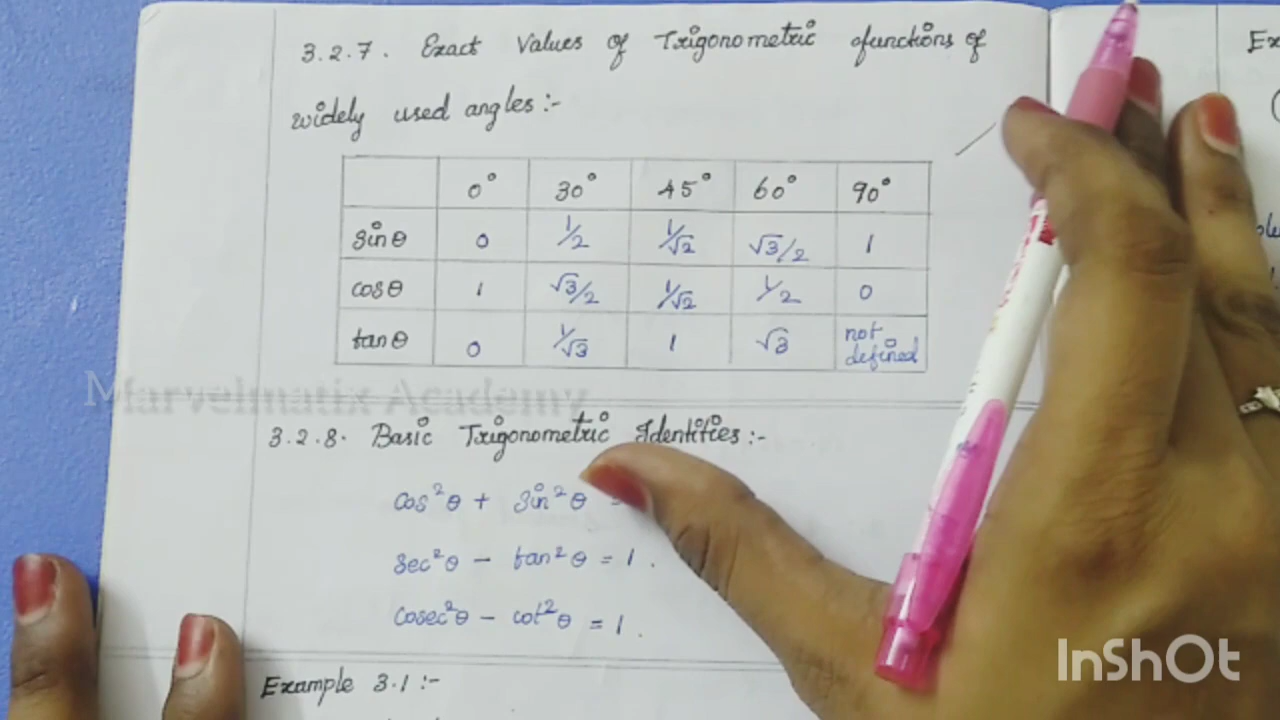 3.2.7. Exact Values of Trigonometric functions of
widely used angles:-
0° 30° 45° 60° 90°
sinθ 0 1/2 1/√2 √3/2 1
cosθ 1 √3/2 1/√2 1/2 0
tanθ 0 1/√3 1 √3 not defined
Marvelmatix Academy
3.2.8. Basic Trigonometric Identities:-
cos²θ + sin²θ =
sec²θ - tan²θ = 1.
cosec²θ - cot²θ = 1.
Example 3.1:-
InShOt